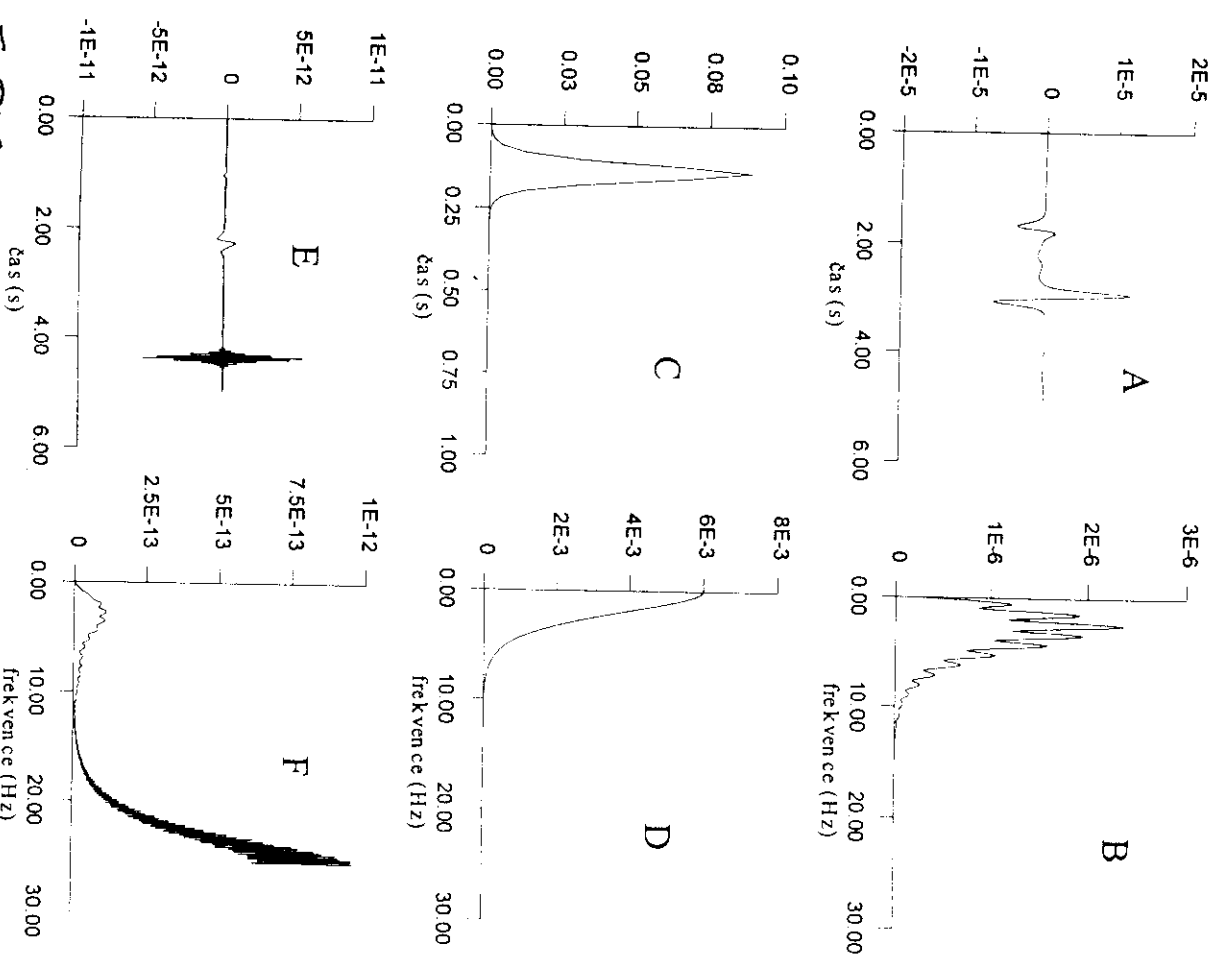 2E-5
1E-5
0
-1E-5
-2E-5
0.00 2.00 4.00 6.00
čas (s)
A
3E-6
2E-6
1E-6
0
0.00 10.00 20.00 30.00
frekvence (Hz)
B
0.10
0.08
0.05
0.03
0.00
0.00 0.25 0.50 0.75 1.00
čas (s)
C
8E-3
6E-3
4E-3
2E-3
0
0.00 10.00 20.00 30.00
frekvence (Hz)
D
1E-11
5E-12
0
-5E-12
-1E-11
0.00 2.00 4.00 6.00
čas (s)
E
1E-12
7.5E-13
5E-13
2.5E-13
0
0.00 10.00 20.00 30.00
frekvence (Hz)
F